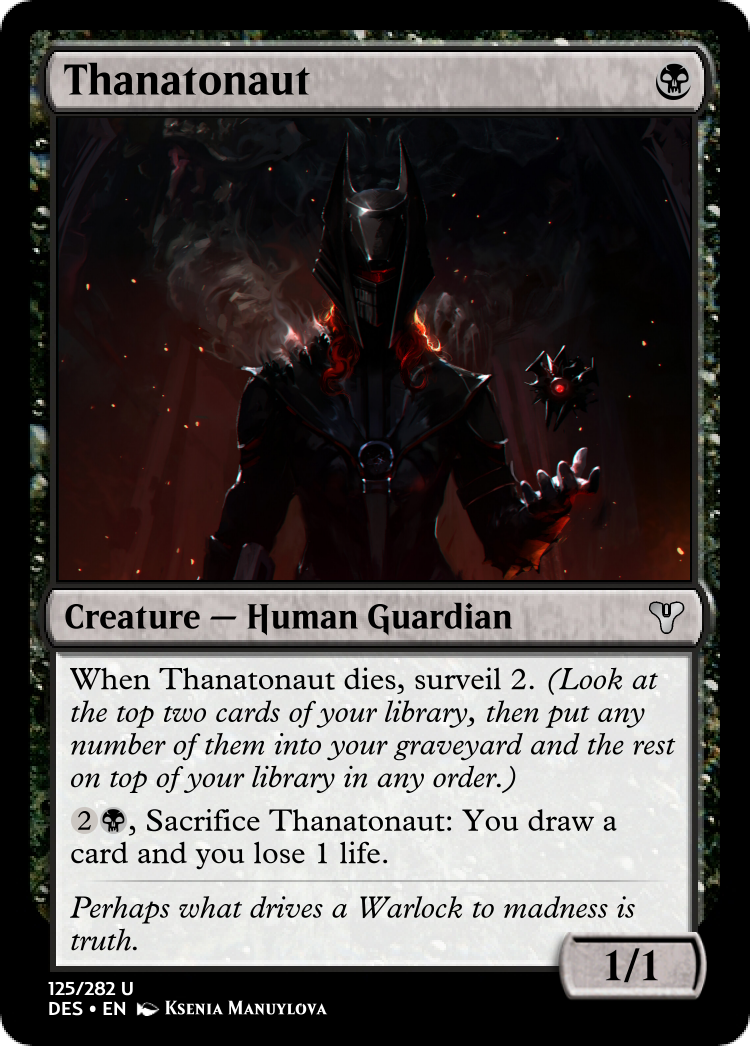 Thanatonaut
Creature — Human Guardian
When Thanatonaut dies, surveil 2. (Look at
the top two cards of your library, then put any
number of them into your graveyard and the rest
on top of your library in any order.)
2, Sacrifice Thanatonaut: You draw a
card and you lose 1 life.
Perhaps what drives a Warlock to madness is
truth.
1/1
125/282 U
DES • EN Ksenia Manuylova